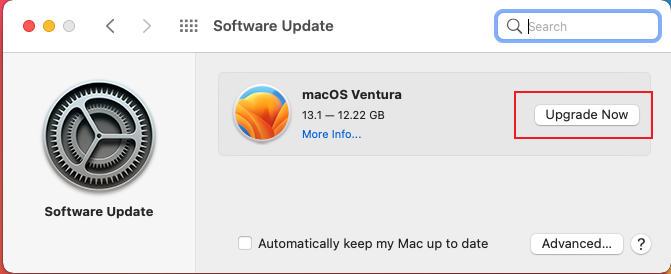 Software Update
Search
macOS Ventura
13.1 — 12.22 GB
More Info...
Upgrade Now
Software Update
Automatically keep my Mac up to date
Advanced...
?